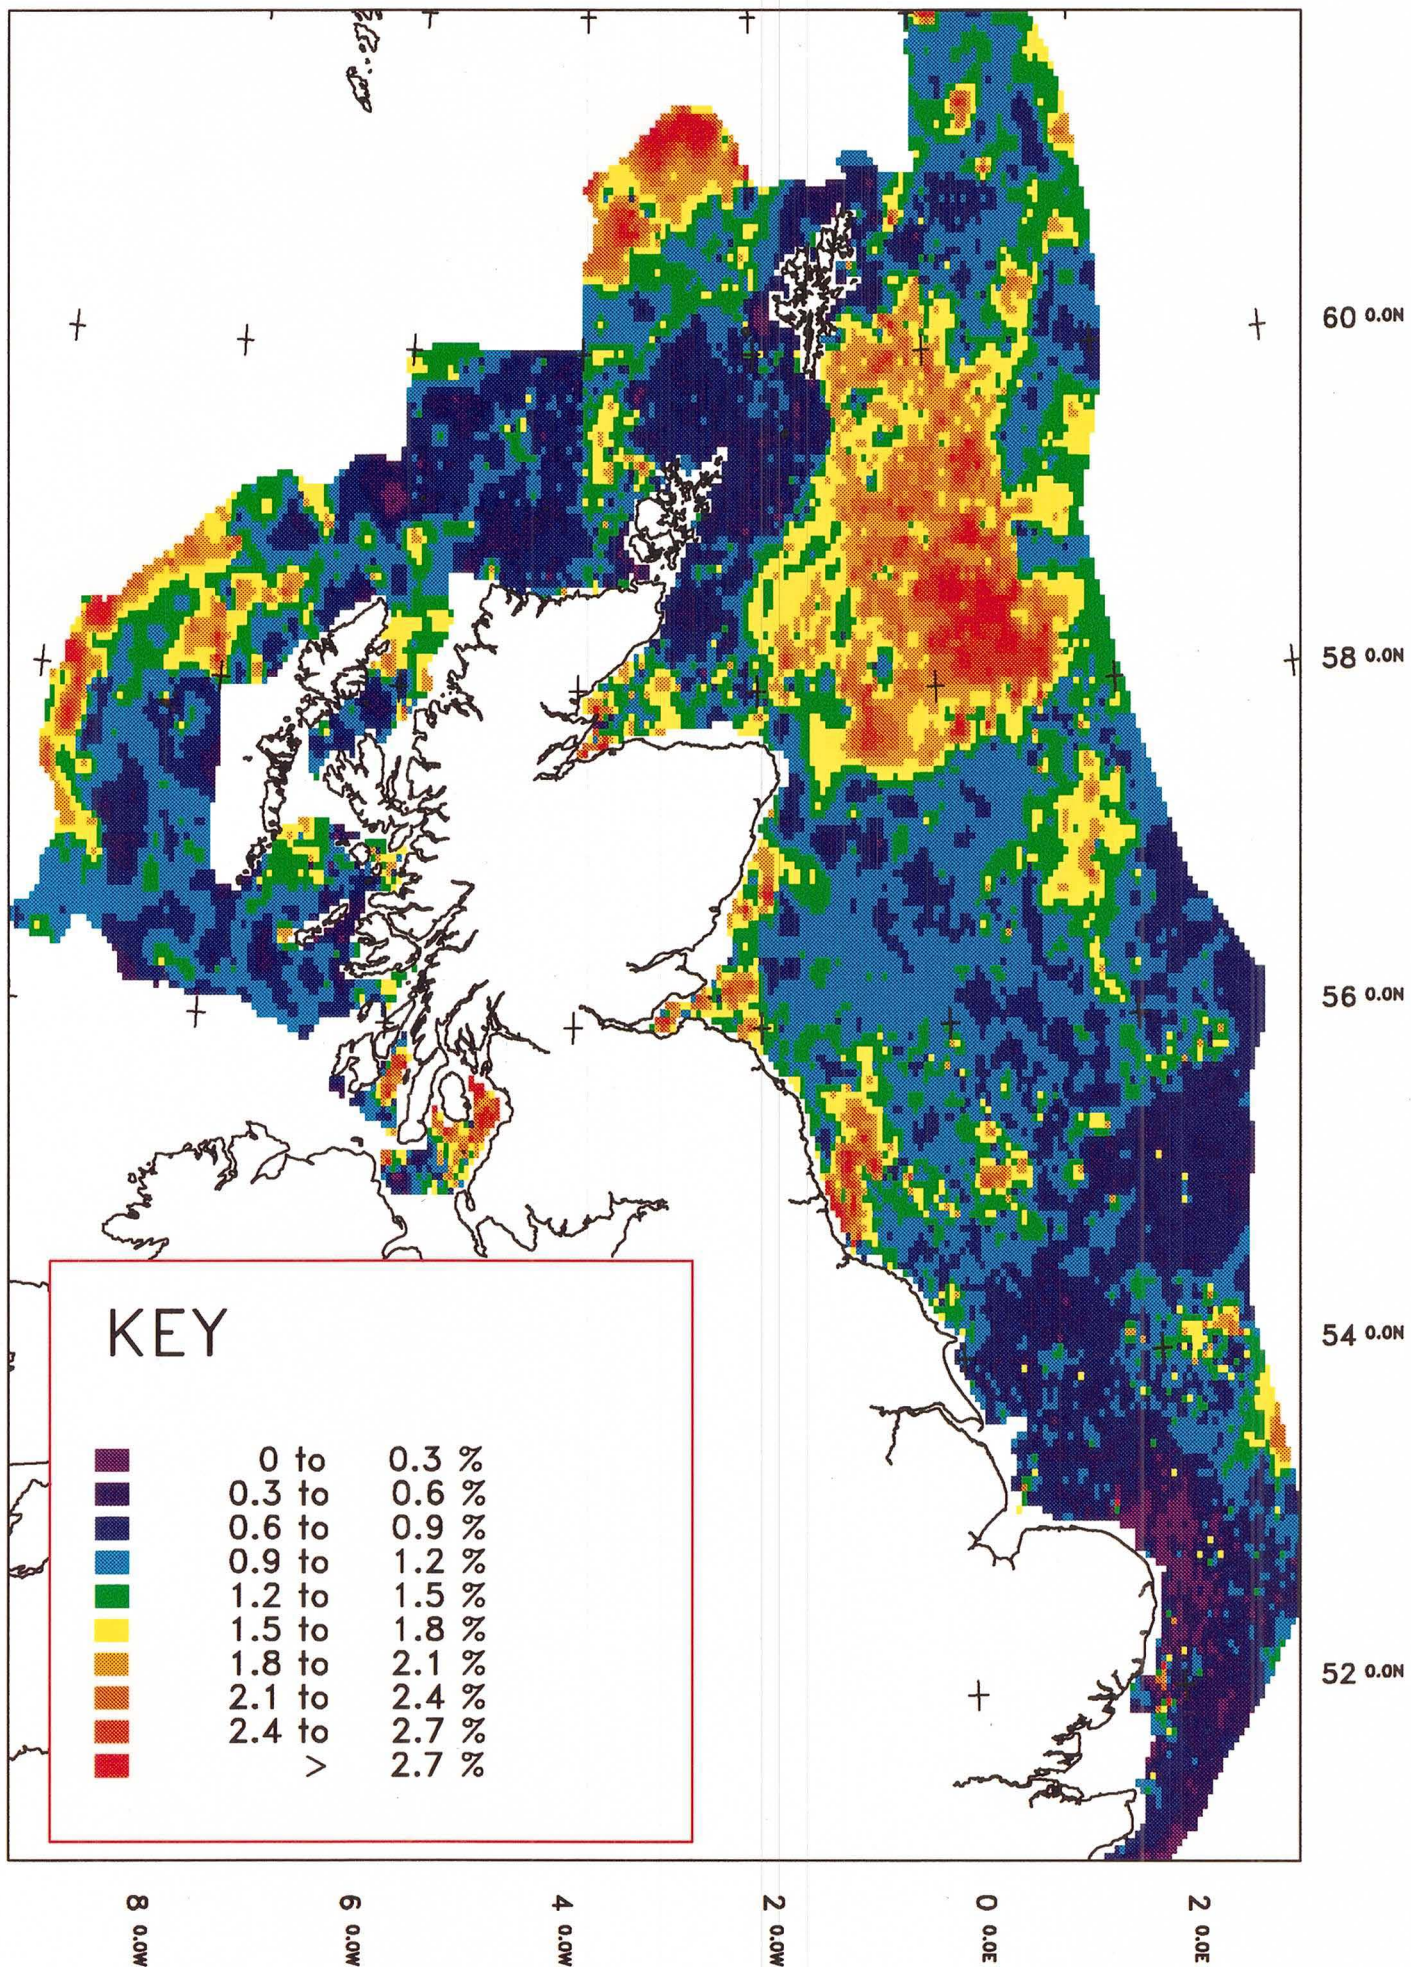 60 0.0N
58 0.0N
56 0.0N
54 0.0N
52 0.0N
KEY
0 to 0.3 %
0.3 to 0.6 %
0.6 to 0.9 %
0.9 to 1.2 %
1.2 to 1.5 %
1.5 to 1.8 %
1.8 to 2.1 %
2.1 to 2.4 %
2.4 to 2.7 %
> 2.7 %
8 0.0W
6 0.0W
4 0.0W
2 0.0W
0 0.0E
2 0.0E